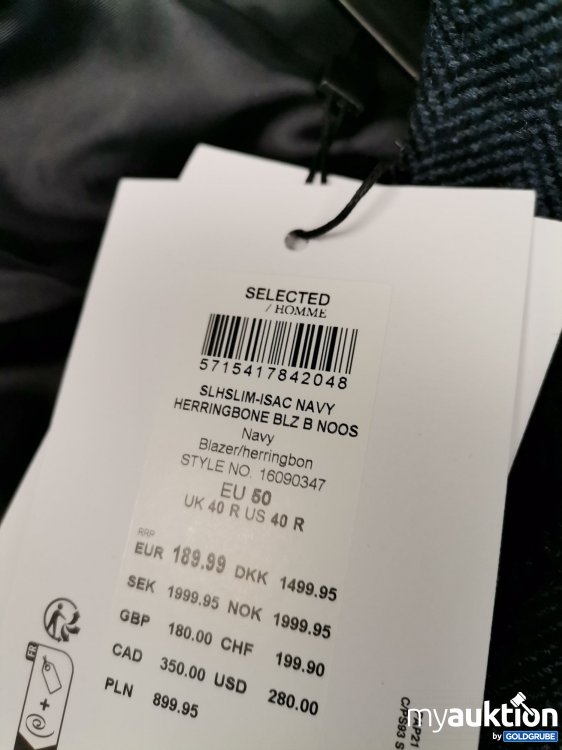 SELECTED
/ HOMME
5715417842048
SLHSLIM-ISAC NAVY
HERRINGBONE BLZ B NOOS
Navy
Blazer/herringbon
STYLE NO. 16090347
EU 50
UK 40 R US 40 R
RRP
EUR 189.99 DKK 1499.95
SEK 1999.95 NOK 1999.95
GBP 180.00 CHF 199.90
CAD 350.00 USD 280.00
PLN 899.95
FR
myauktion
by GOLDGRUBE